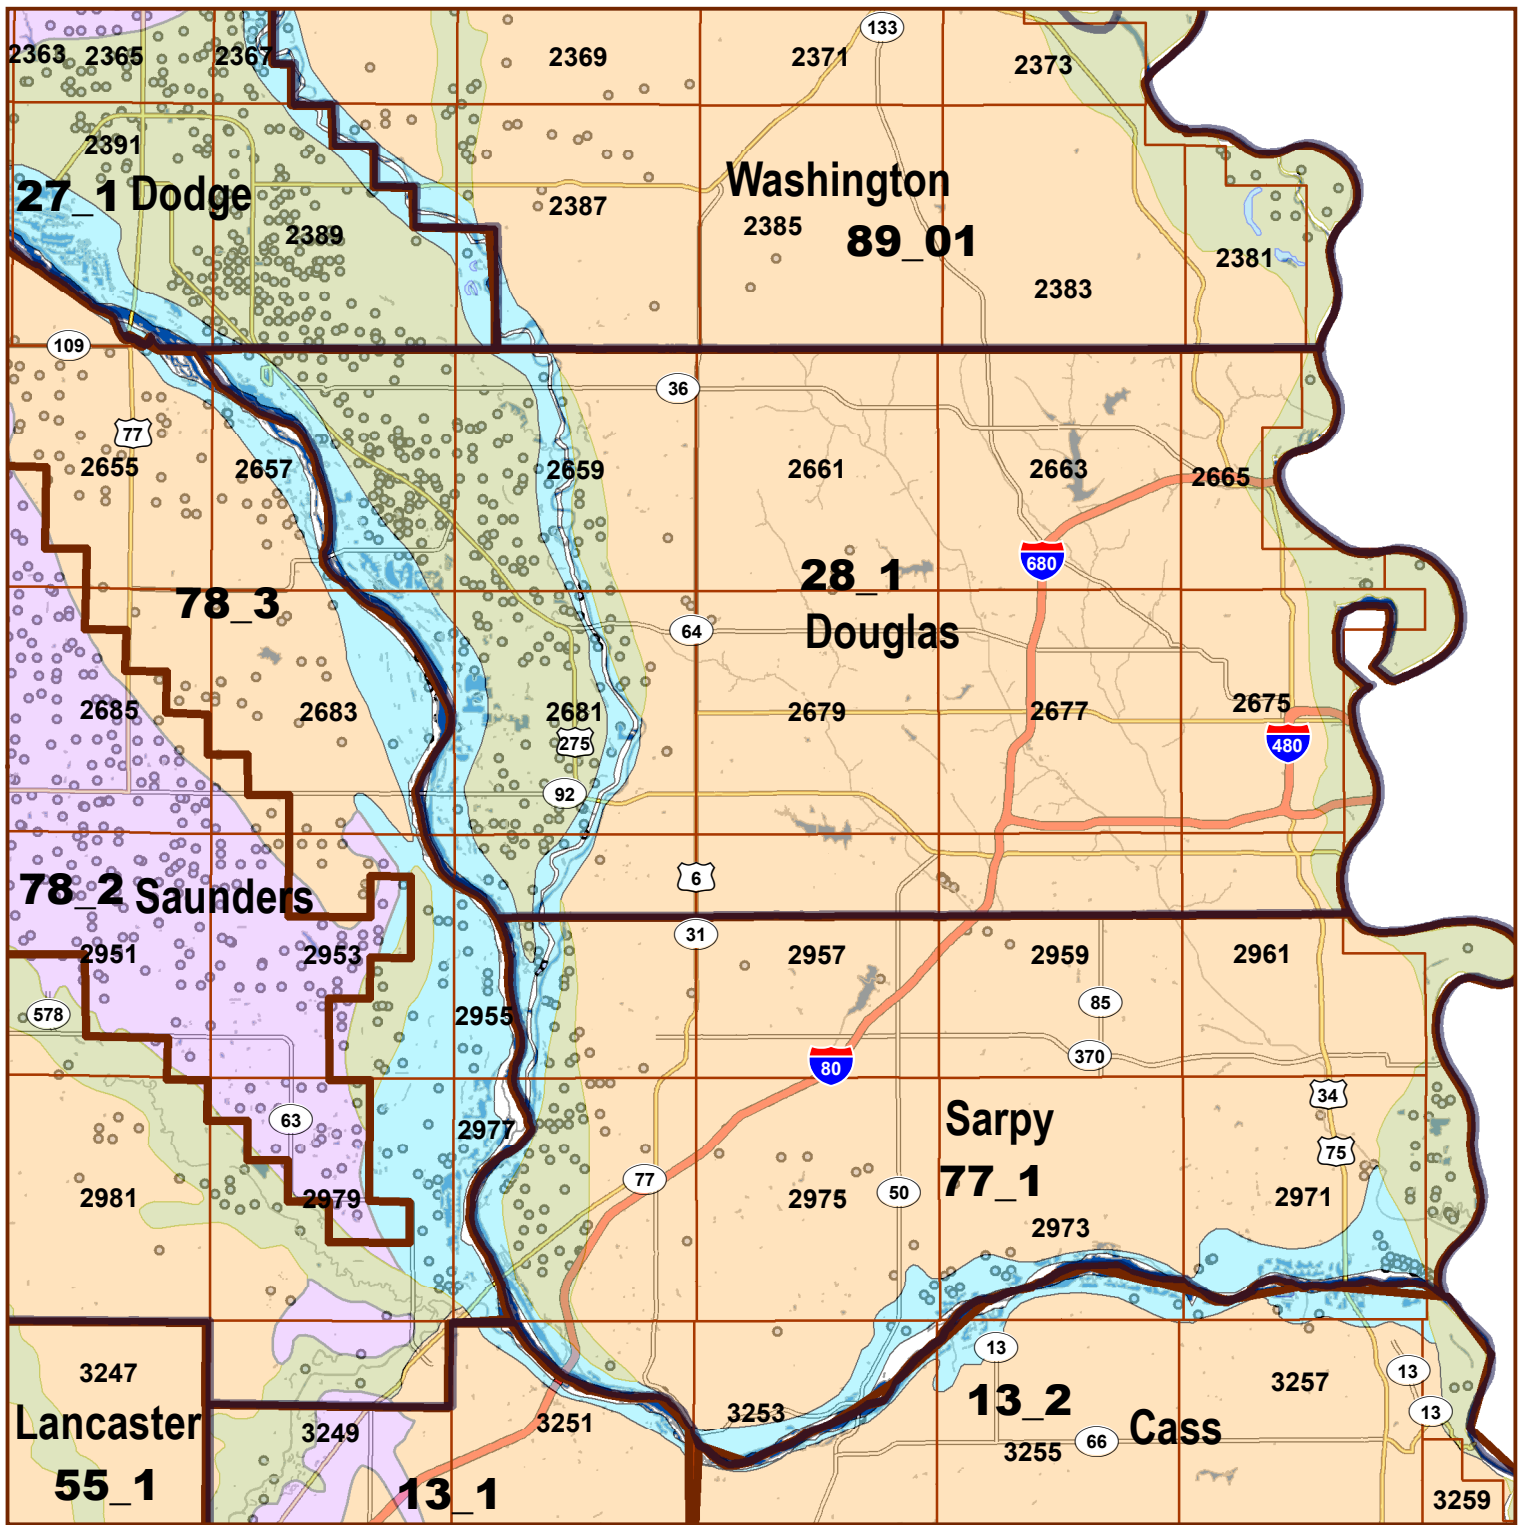 133
2363 2365 2367 2369 2371 2373
2391
27_1 Dodge Washington
2387
2389 2385 89_01
2381
2383
109
36
77
2655 2657 2659 2661 2663 2665
680
28_1
78_3
64 Douglas
2685 2683 2681 2679 2677 2675
275 480
92
6
78_2 Saunders
31
2951 2953 2957 2959 2961
578 2955 85
370
80
34
63 2977 Sarpy
75
77 77_1
2981 2979 2975 50 2971
2973
13
3247 13
13_2 3257
Lancaster 3251 3253 13
3249 Cass
3255 66
55_1 13_1 3259